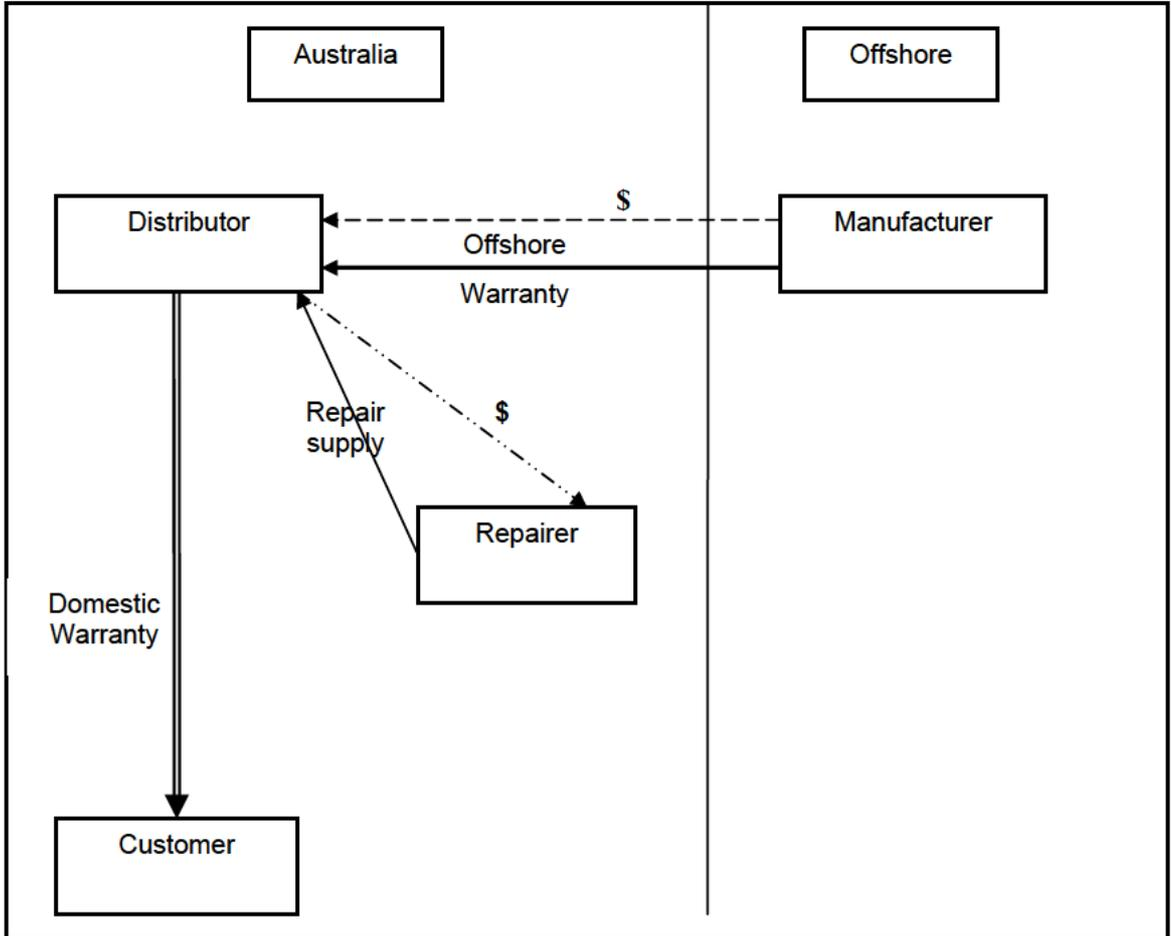 Australia
Offshore
$
Distributor
Manufacturer
Offshore
Warranty
Repair
supply
$
Repairer
Domestic
Warranty
Customer